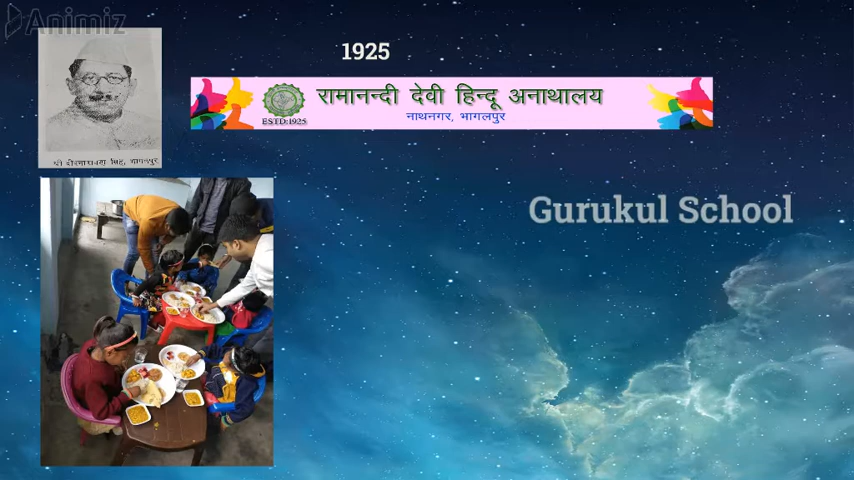 Animiz
1925
रामानन्दी देवी हिन्दू अनाथालय
ESTD:1925
नाथनगर, भागलपुर
Gurukul School